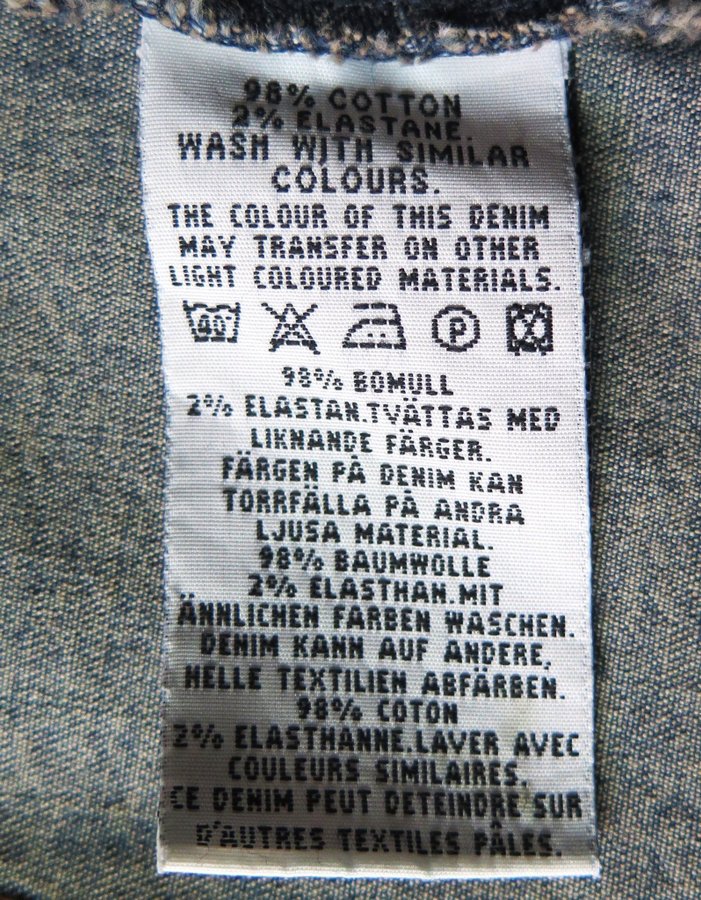 98% COTTON
2% ELASTANE.
WASH WITH SIMILAR
COLOURS.
THE COLOUR OF THIS DENIM
MAY TRANSFER ON OTHER
LIGHT COLOURED MATERIALS.
40 P
98% BOMULL
2% ELASTAN.TVÄTTAS MED
LIKNANDE FÄRGER.
FÄRGEN PÅ DENIM KAN
TORRFÄLLA PÅ ANDRA
LJUSA MATERIAL.
98% BAUMWOLLE
2% ELASTHAN.MIT
ÄNNLICHEN FARBEN WASCHEN.
DENIM KANN AUF ANDERE,
HELLE TEXTILIEN ABFÄRBEN.
98% COTON
2% ELASTHANNE.LAVER AVEC
COULEURS SIMILAIRES.
CE DENIM PEUT DETEINDRE SUR
D'AUTRES TEXTILES PÂLES.